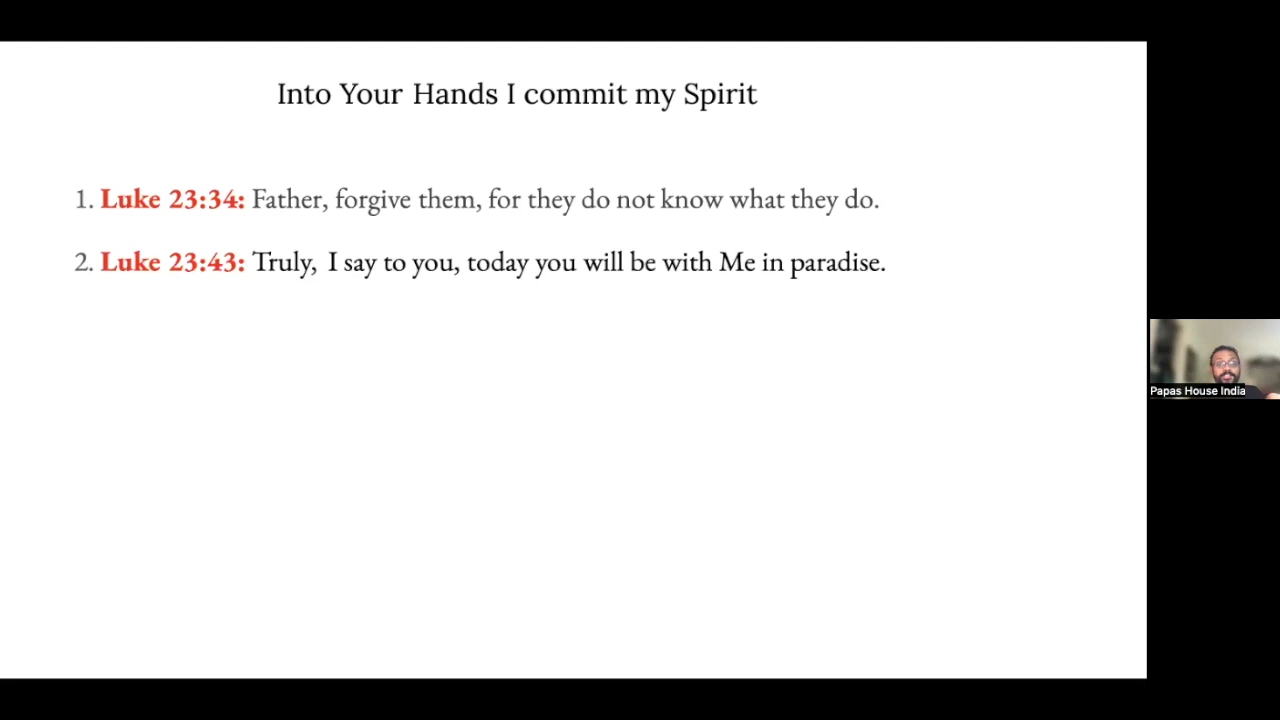 Into Your Hands I commit my Spirit
1. Luke 23:34: Father, forgive them, for they do not know what they do.
2. Luke 23:43: Truly, I say to you, today you will be with Me in paradise.
Papas House India